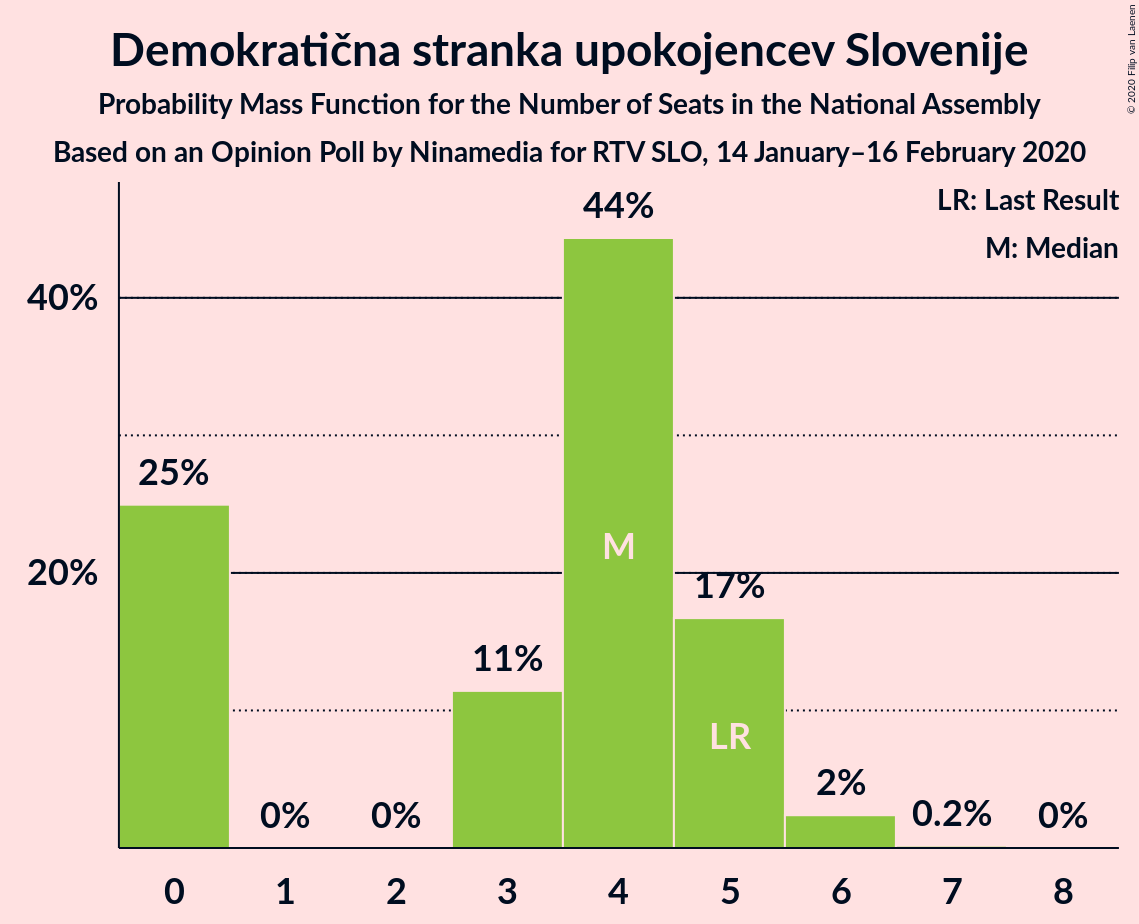 Demokratična stranka upokojencev Slovenije
Probability Mass Function for the Number of Seats in the National Assembly
Based on an Opinion Poll by Ninamedia for RTV SLO, 14 January–16 February 2020
© 2020 Filip van Laenen
LR: Last Result
M: Median
40%
20%
25%
0%
0%
11%
44%
M
17%
LR
2%
0.2%
0%
0 1 2 3 4 5 6 7 8